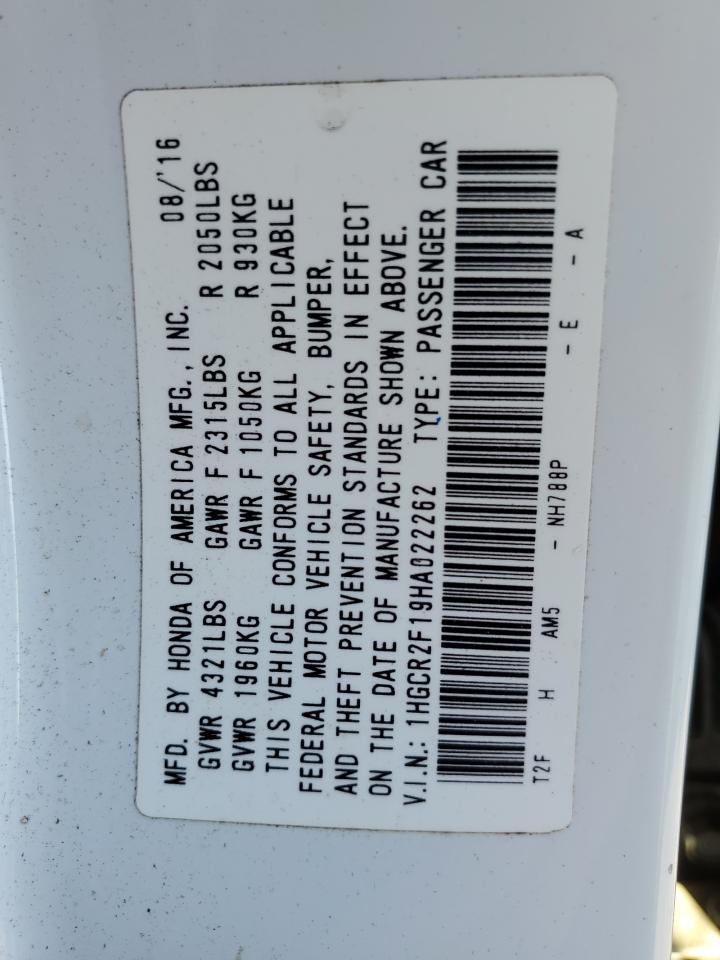 MFD. BY HONDA OF AMERICA MFG., INC. 08/'16
GVWR 4321LBS GAWR F 2315LBS R 2050LBS
GVWR 1960KG GAWR F 1050KG R 930KG
THIS VEHICLE CONFORMS TO ALL APPLICABLE
FEDERAL MOTOR VEHICLE SAFETY, BUMPER,
AND THEFT PREVENTION STANDARDS IN EFFECT
ON THE DATE OF MANUFACTURE SHOWN ABOVE.
V.I.N.: 1HGCR2F19HA022262 TYPE: PASSENGER CAR
T2F H AM5 - NH788P - E - A